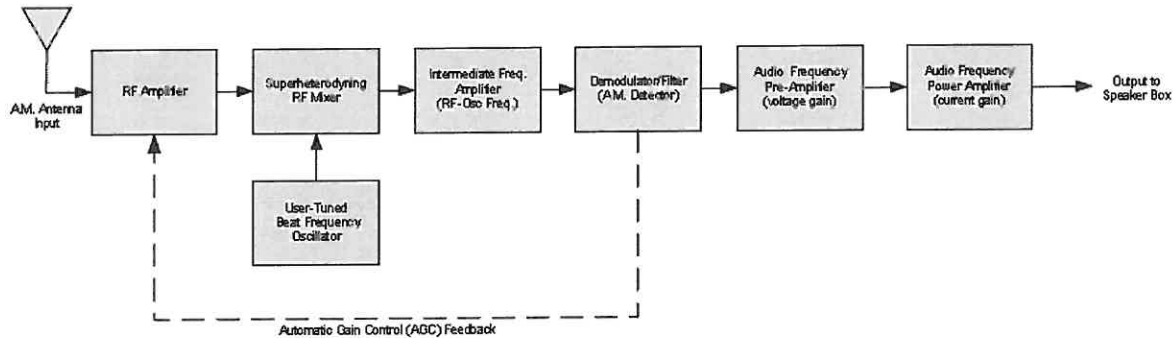 A.M. Antenna
Input
RF Amplifier
Superheterodyning
RF Mixer
Intermediate Freq.
Amplifier
(RF-Oso Freq.)
Demodulator/Filter
(A.M. Detector)
Audio Frequency
Pre-Amplifier
(voltage gain)
Audio Frequency
Power Amplifier
(current gain)
Output to
Speaker Box
User-Tuned
Beat Frequency
Oscillator
Automatic Gain Control (AGC) Feedback